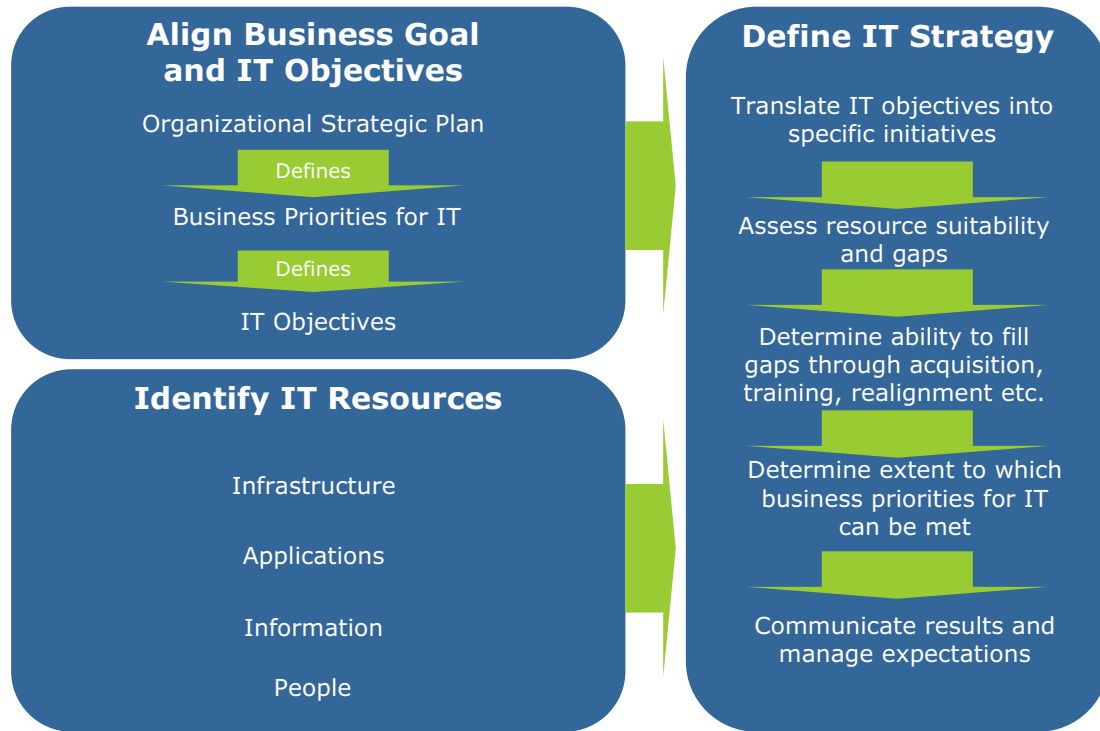 Align Business Goal
and IT Objectives
Organizational Strategic Plan
Defines
Business Priorities for IT
Defines
IT Objectives
Identify IT Resources
Infrastructure
Applications
Information
People
Define IT Strategy
Translate IT objectives into
specific initiatives
Assess resource suitability
and gaps
Determine ability to fill
gaps through acquisition,
training, realignment etc.
Determine extent to which
business priorities for IT
can be met
Communicate results and
manage expectations